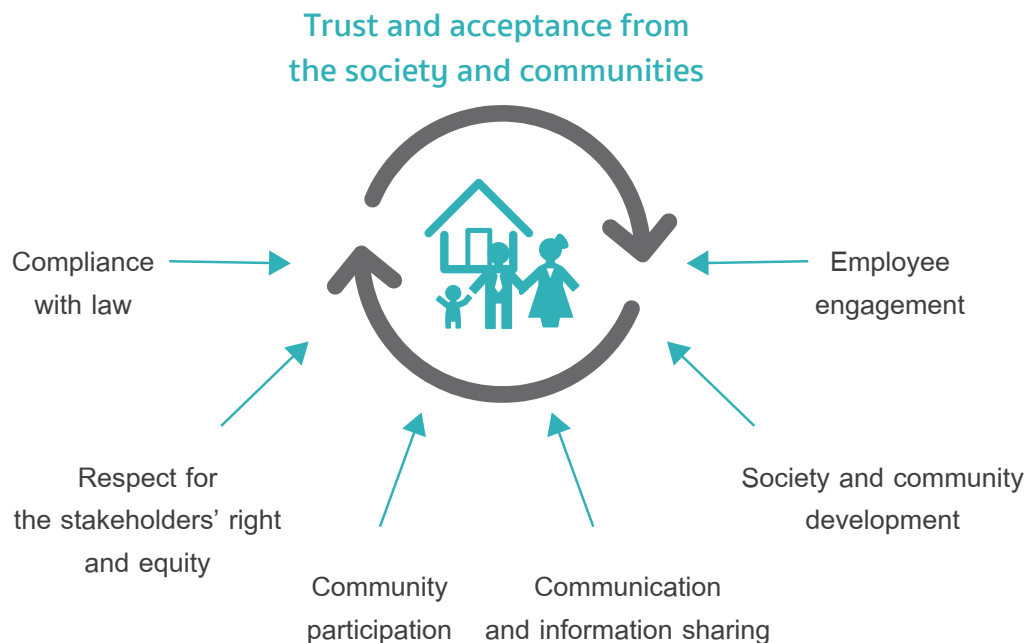 Trust and acceptance from
the society and communities
Compliance
with law
Employee
engagement
Respect for
the stakeholders’ right
and equity
Society and community
development
Community
participation
Communication
and information sharing